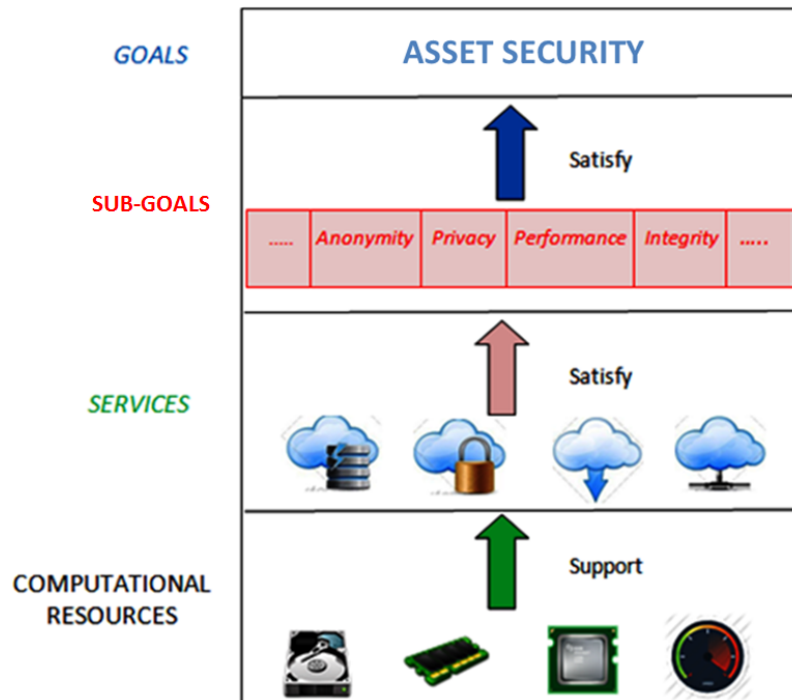 GOALS
ASSET SECURITY
Satisfy
SUB-GOALS
..... Anonymity Privacy Performance Integrity .....
Satisfy
SERVICES
Support
COMPUTATIONAL
RESOURCES